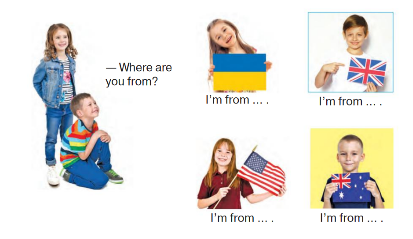 — Where are
you from?
I'm from ... .
I'm from ... .
I'm from ... .
I'm from ... .